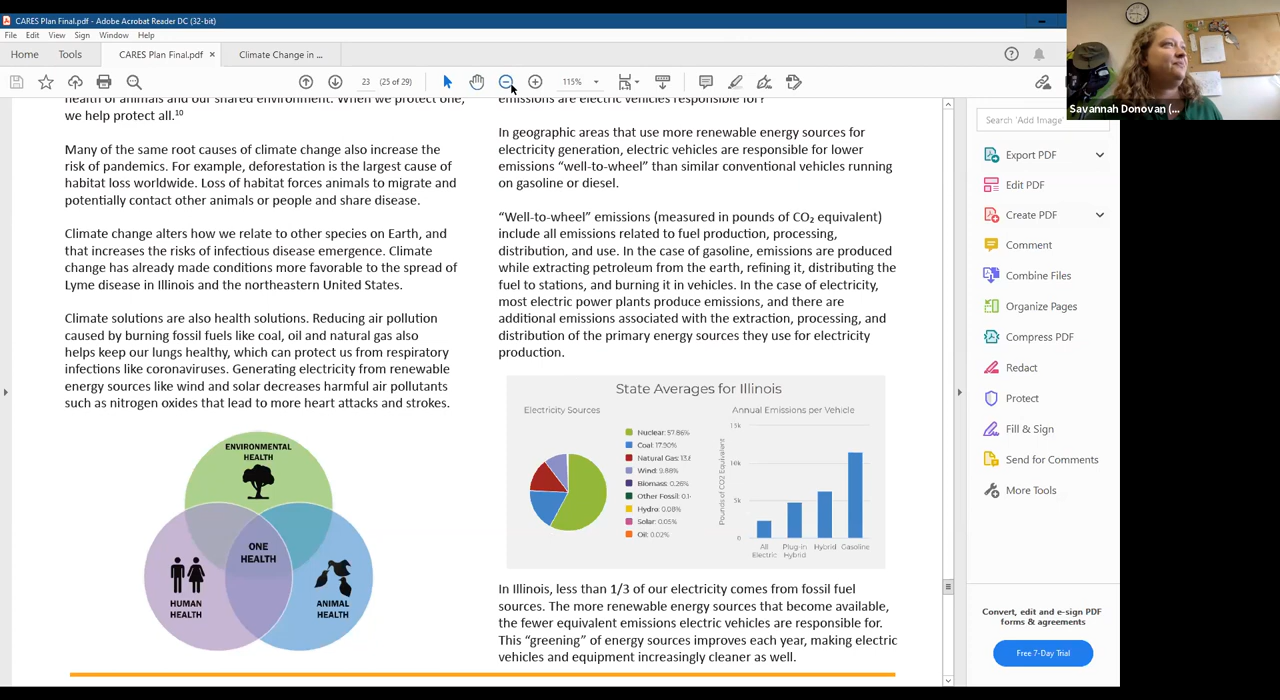 CARES Plan Final.pdf - Adobe Acrobat Reader DC (32-bit)
File Edit View Sign Window Help
Home Tools CARES Plan Final.pdf × Climate Change in ...
23 (25 of 29) 115%
Savannah Donovan (...
health of animals and our shared environment. When we protect one,
we help protect all.¹⁰
Many of the same root causes of climate change also increase the
risk of pandemics. For example, deforestation is the largest cause of
habitat loss worldwide. Loss of habitat forces animals to migrate and
potentially contact other animals or people and share disease.
Climate change alters how we relate to other species on Earth, and
that increases the risks of infectious disease emergence. Climate
change has already made conditions more favorable to the spread of
Lyme disease in Illinois and the northeastern United States.
Climate solutions are also health solutions. Reducing air pollution
caused by burning fossil fuels like coal, oil and natural gas also
helps keep our lungs healthy, which can protect us from respiratory
infections like coronaviruses. Generating electricity from renewable
energy sources like wind and solar decreases harmful air pollutants
such as nitrogen oxides that lead to more heart attacks and strokes.
ENVIRONMENTAL
HEALTH
ONE
HEALTH
HUMAN
HEALTH
ANIMAL
HEALTH
emissions are electric vehicles responsible for?
In geographic areas that use more renewable energy sources for
electricity generation, electric vehicles are responsible for lower
emissions “well-to-wheel” than similar conventional vehicles running
on gasoline or diesel.
“Well-to-wheel” emissions (measured in pounds of CO₂ equivalent)
include all emissions related to fuel production, processing,
distribution, and use. In the case of gasoline, emissions are produced
while extracting petroleum from the earth, refining it, distributing the
fuel to stations, and burning it in vehicles. In the case of electricity,
most electric power plants produce emissions, and there are
additional emissions associated with the extraction, processing, and
distribution of the primary energy sources they use for electricity
production.
State Averages for Illinois
Electricity Sources
Nuclear: 57.86%
Coal: 17.90%
Natural Gas: 13.
Wind: 9.88%
Biomass: 0.26%
Other Fossil: 0.1
Hydro: 0.08%
Solar: 0.05%
Oil: 0.02%
Annual Emissions per Vehicle
Pounds of CO2 Equivalent
15k
10k
5k
0
All
Electric
Plug-in
Hybrid
Hybrid
Gasoline
In Illinois, less than 1/3 of our electricity comes from fossil fuel
sources. The more renewable energy sources that become available,
the fewer equivalent emissions electric vehicles are responsible for.
This “greening” of energy sources improves each year, making electric
vehicles and equipment increasingly cleaner as well.
Search 'Add Image'
Export PDF
Edit PDF
Create PDF
Comment
Combine Files
Organize Pages
Compress PDF
Redact
Protect
Fill & Sign
Send for Comments
More Tools
Convert, edit and e-sign PDF
forms & agreements
Free 7-Day Trial